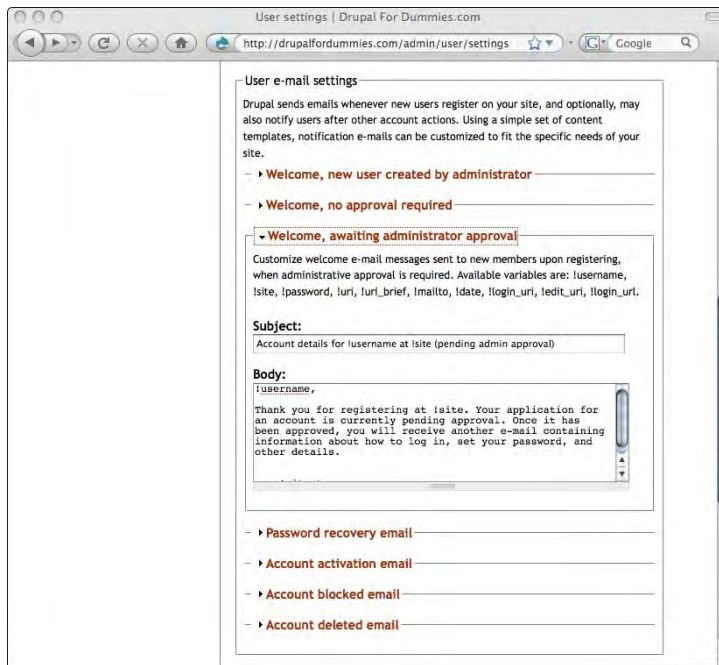 User settings | Drupal For Dummies.com
http://drupalfordummies.com/admin/user/settings
G
Google
User e-mail settings
Drupal sends emails whenever new users register on your site, and optionally, may
also notify users after other account actions. Using a simple set of content
templates, notification e-mails can be customized to fit the specific needs of your
site.
Welcome, new user created by administrator
Welcome, no approval required
Welcome, awaiting administrator approval
Customize welcome e-mail messages sent to new members upon registering,
when administrative approval is required. Available variables are: !username,
!site, !password, !uri, !uri_brief, !mailto, !date, !login_uri, !edit_uri, !login_url.
Subject:
Account details for !username at !site (pending admin approval)
Body:
!username,
Thank you for registering at !site. Your application for
an account is currently pending approval. Once it has
been approved, you will receive another e-mail containing
information about how to log in, set your password, and
other details.
Password recovery email
Account activation email
Account blocked email
Account deleted email